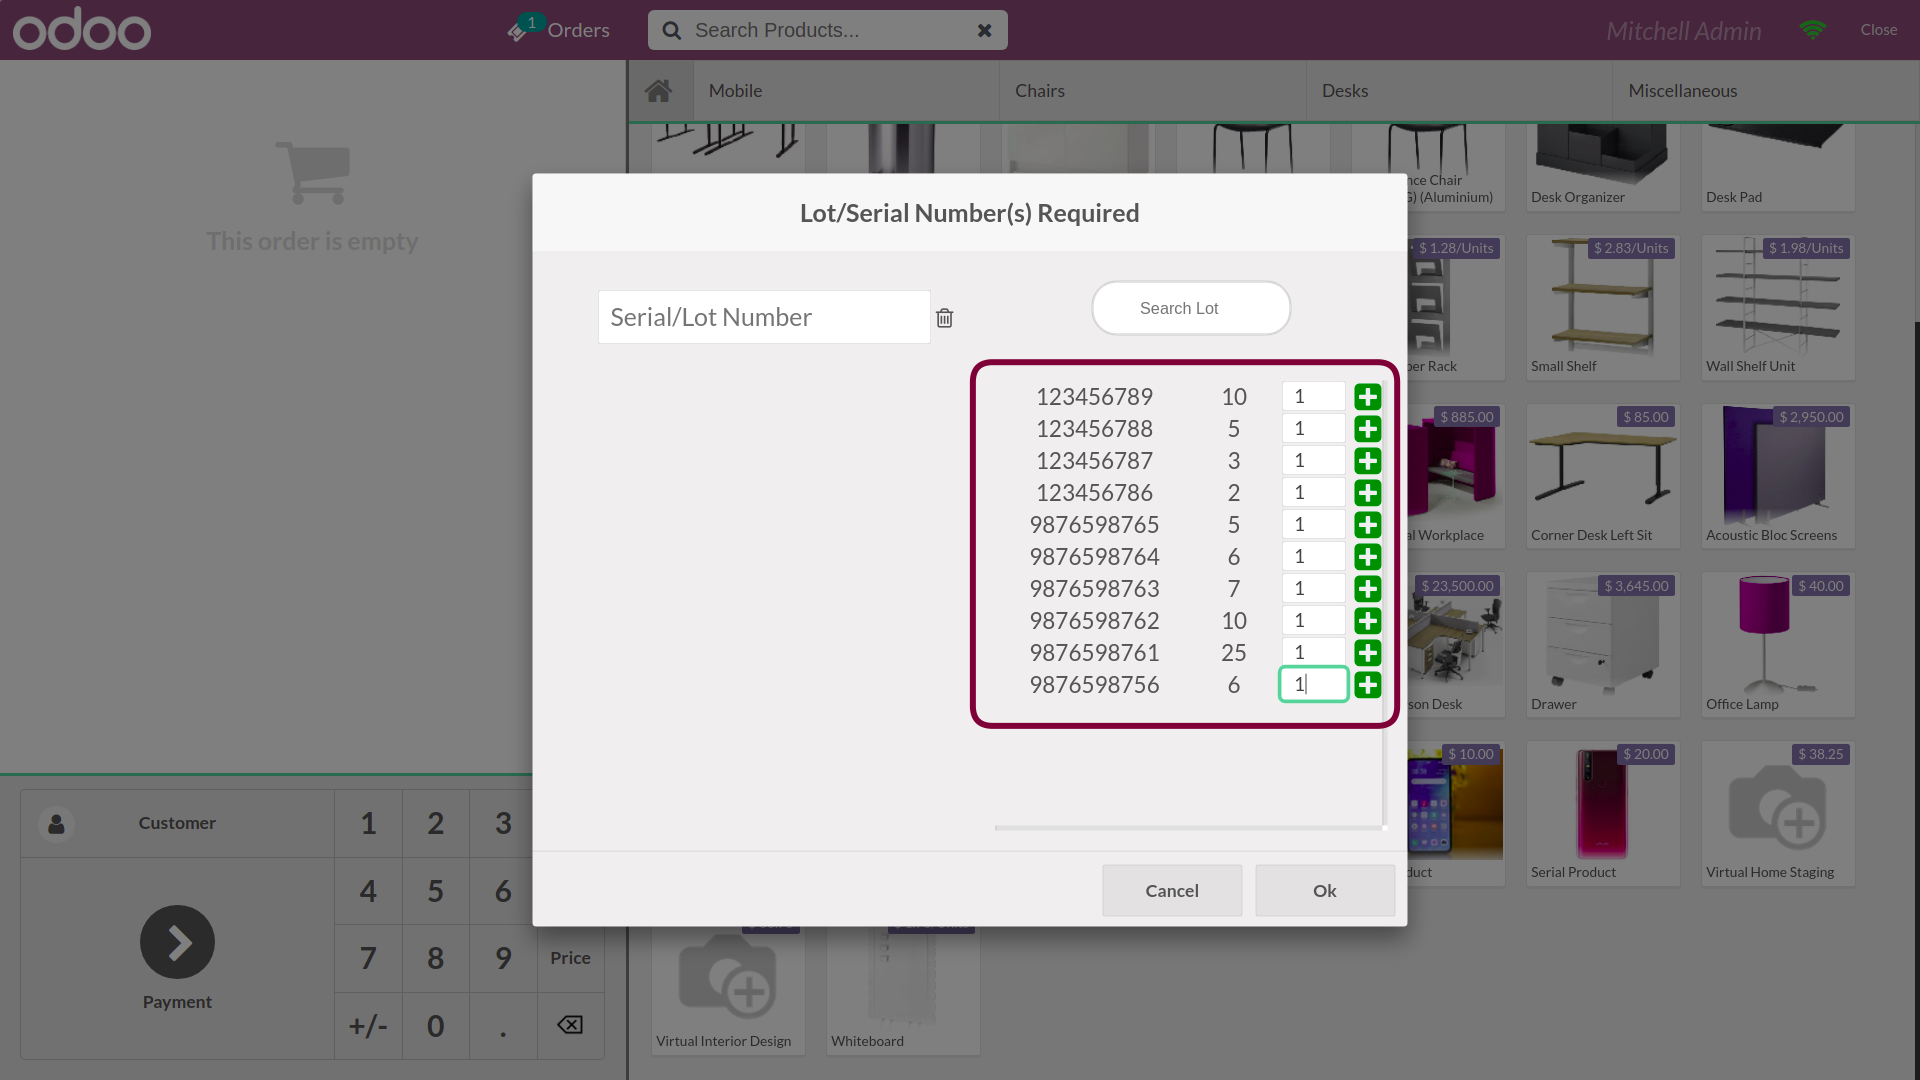 odoo
1
Orders
Search Products...
Mitchell Admin
Close
Mobile
Chairs
Desks
Miscellaneous
This order is empty
nce Chair
(Aluminium)
Desk Organizer
Desk Pad
Lot/Serial Number(s) Required
Serial/Lot Number
Search Lot
123456789 10 1
123456788 5 1
123456787 3 1
123456786 2 1
9876598765 5 1
9876598764 6 1
9876598763 7 1
9876598762 10 1
9876598761 25 1
9876598756 6 1
Cancel
Ok
$ 1.28/Units
$ 2.83/Units
$ 1.98/Units
per Rack
Small Shelf
Wall Shelf Unit
$ 885.00
$ 85.00
$ 2,950.00
al Workplace
Corner Desk Left Sit
Acoustic Bloc Screens
$ 23,500.00
$ 3,645.00
$ 40.00
son Desk
Drawer
Office Lamp
$ 10.00
$ 20.00
$ 38.25
duct
Serial Product
Virtual Home Staging
Customer
1 2 3
4 5 6
7 8 9 Price
+/- 0 .
Payment
Virtual Interior Design
Whiteboard